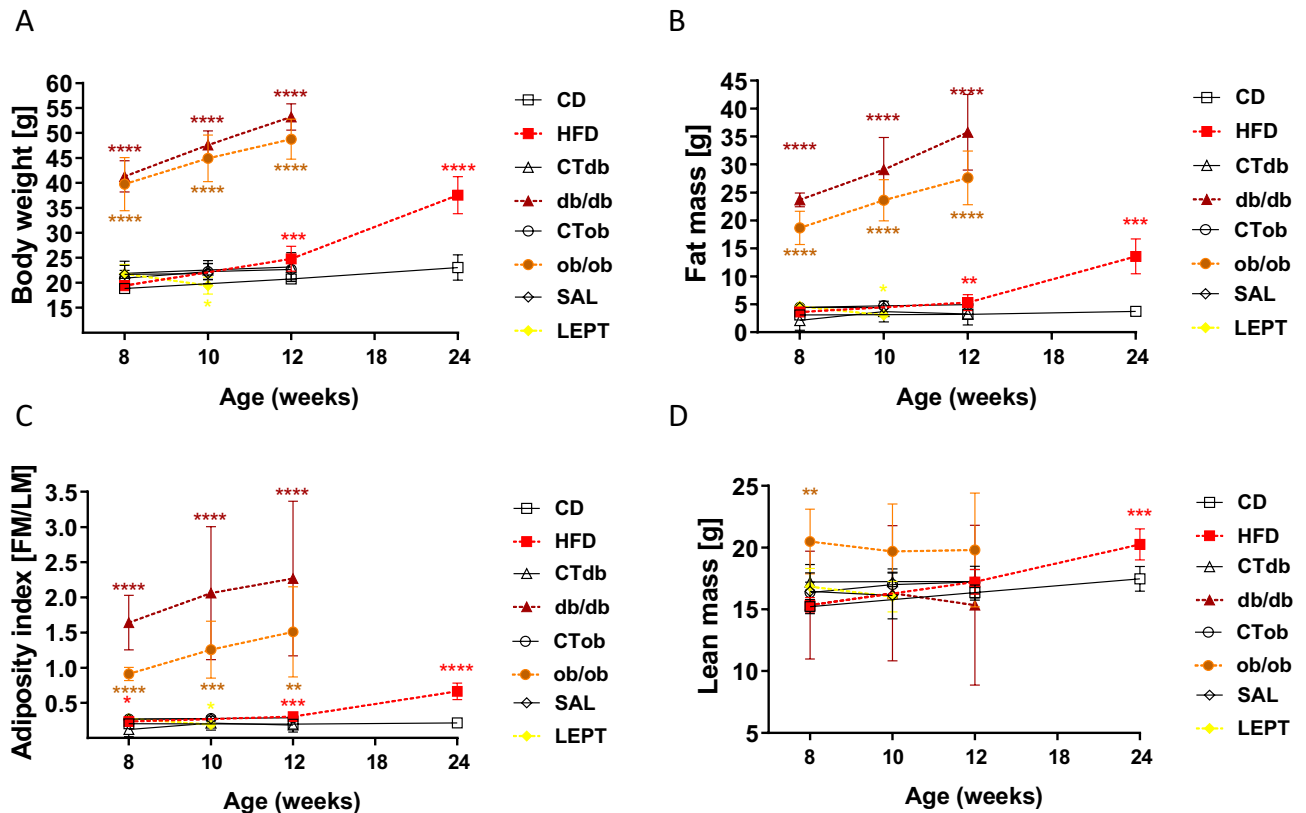 A
Body weight [g]
60
55
50
45
40
35
30
25
20
15
****
****
****
****
****
****
****
***
*
8 10 12 18 24
Age (weeks)
CD
HFD
CTdb
db/db
CTob
ob/ob
SAL
LEPT
B
Fat mass [g]
45
40
35
30
25
20
15
10
5
0
****
****
****
****
****
****
***
**
*
8 10 12 18 24
Age (weeks)
CD
HFD
CTdb
db/db
CTob
ob/ob
SAL
LEPT
C
Adiposity index [FM/LM]
3.5
3.0
2.5
2.0
1.5
1.0
0.5
****
****
****
****
****
***
**
*
*
***
8 10 12 18 24
Age (weeks)
CD
HFD
CTdb
db/db
CTob
ob/ob
SAL
LEPT
D
Lean mass [g]
25
20
15
10
5
**
***
8 10 12 18 24
Age (weeks)
CD
HFD
CTdb
db/db
CTob
ob/ob
SAL
LEPT